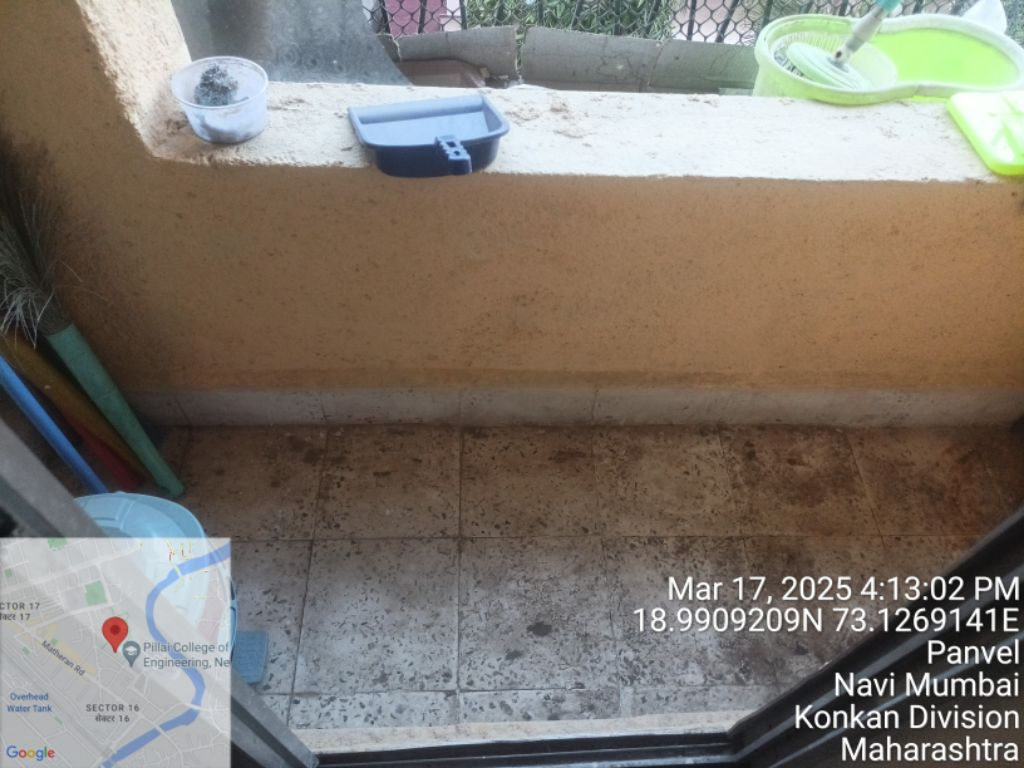 Mar 17, 2025 4:13:02 PM
18.9909209N 73.1269141E
Panvel
Navi Mumbai
Konkan Division
Maharashtra
CTOR 17
क्टर 17
Matheran Rd
Pillai College of
Engineering, Ne
Overhead
Water Tank
SECTOR 16
सेक्टर 16
Google